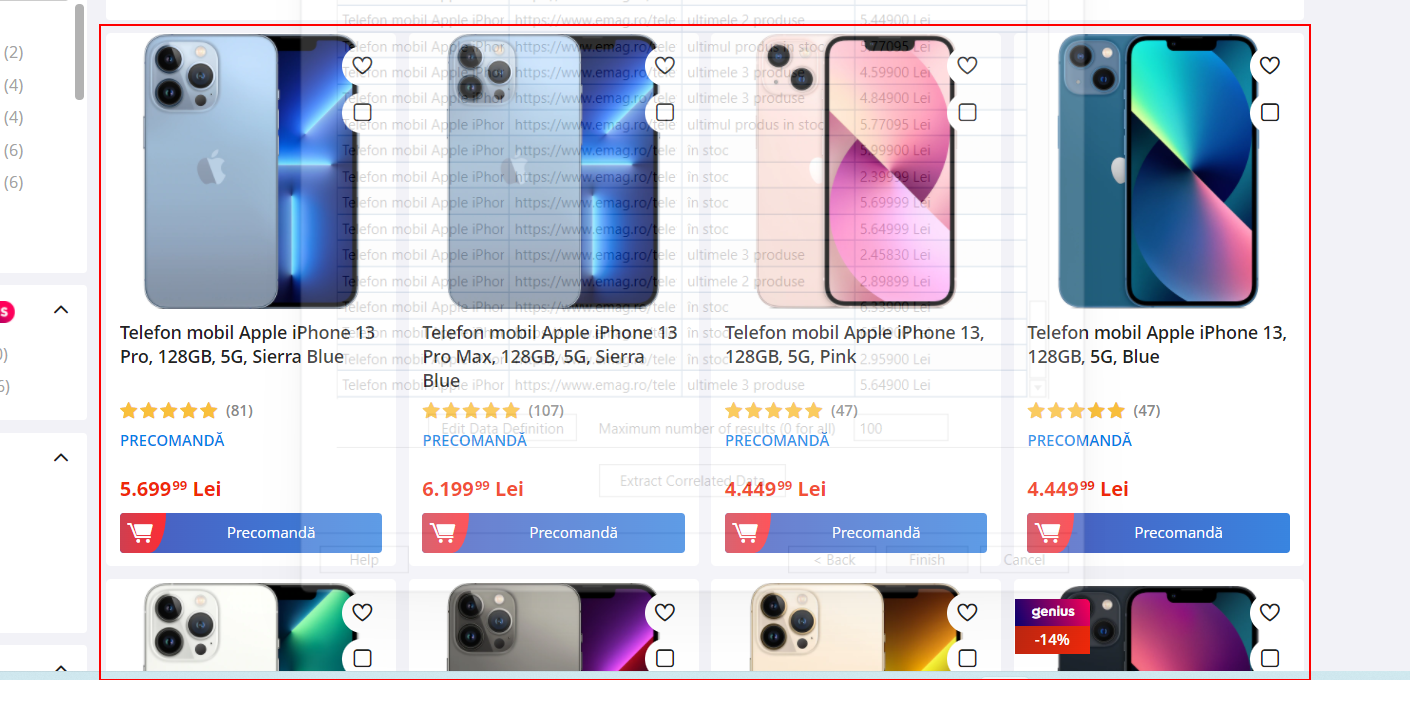 (2)
(4)
(4)
(6)
(6)
Telefon mobil Apple iPhor https://www.emag.ro/tele ultimele 2 produse 5.44900 Lei
Telefon mobil Apple iPhor https://www.emag.ro/tele ultimul produs in stoc 5.77095 Lei
Telefon mobil Apple iPhor https://www.emag.ro/tele ultimele 3 produse 4.59900 Lei
Telefon mobil Apple iPhor https://www.emag.ro/tele ultimele 3 produse 4.84900 Lei
Telefon mobil Apple iPhor https://www.emag.ro/tele ultimul produs in stoc 5.77095 Lei
Telefon mobil Apple iPhor https://www.emag.ro/tele in stoc 5.99900 Lei
Telefon mobil Apple iPhor https://www.emag.ro/tele in stoc 2.39999 Lei
Telefon mobil Apple iPhor https://www.emag.ro/tele in stoc 5.69999 Lei
Telefon mobil Apple iPhor https://www.emag.ro/tele in stoc 5.64999 Lei
Telefon mobil Apple iPhor https://www.emag.ro/tele ultimele 3 produse 2.45830 Lei
Telefon mobil Apple iPhor https://www.emag.ro/tele ultimele 2 produse 2.89899 Lei
Telefon mobil Apple iPhor https://www.emag.ro/tele in stoc 6.33900 Lei
Telefon mobil Apple iPhor https://www.emag.ro/tele in stoc
Telefon mobil Apple iPhor https://www.emag.ro/tele in stoc 2.95900 Lei
Telefon mobil Apple iPhor https://www.emag.ro/tele ultimele 3 produse 5.64900 Lei
Edit Data Definition Maximum number of results (0 for all) 100
Extract Correlated Data
Help < Back Finish Cancel
Telefon mobil Apple iPhone 13
Pro, 128GB, 5G, Sierra Blue
(81)
PRECOMANDĂ
5.699⁹⁹ Lei
Precomandă
Telefon mobil Apple iPhone 13
Pro Max, 128GB, 5G, Sierra
Blue
(107)
PRECOMANDĂ
6.199⁹⁹ Lei
Precomandă
Telefon mobil Apple iPhone 13,
128GB, 5G, Pink
(47)
PRECOMANDĂ
4.449⁹⁹ Lei
Precomandă
Telefon mobil Apple iPhone 13,
128GB, 5G, Blue
(47)
PRECOMANDĂ
4.449⁹⁹ Lei
Precomandă
genius
-14%